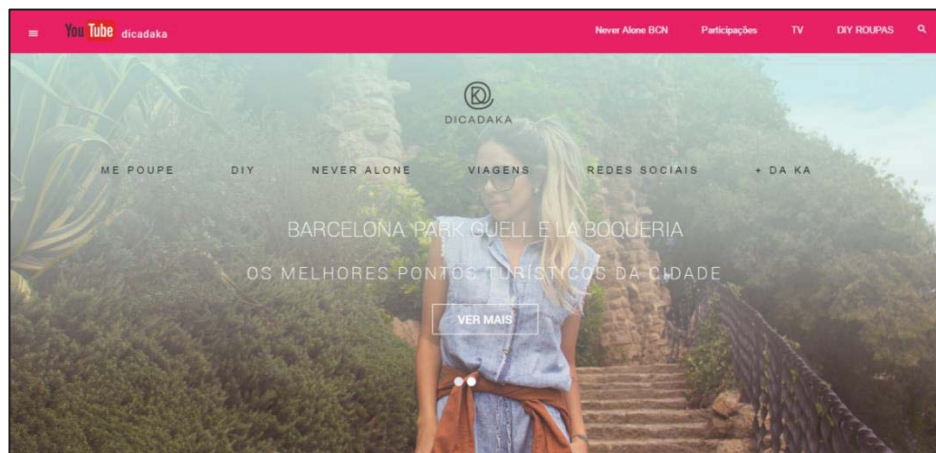 YouTube dicadaka Never Alone BCN Participações TV DIY ROUPAS
DICADAKA
ME POUPE DIY NEVER ALONE VIAGENS REDES SOCIAIS + DA KA
BARCELONA PARK GUELL E LA BOQUERIA
OS MELHORES PONTOS TURÍSTICOS DA CIDADE
VER MAIS